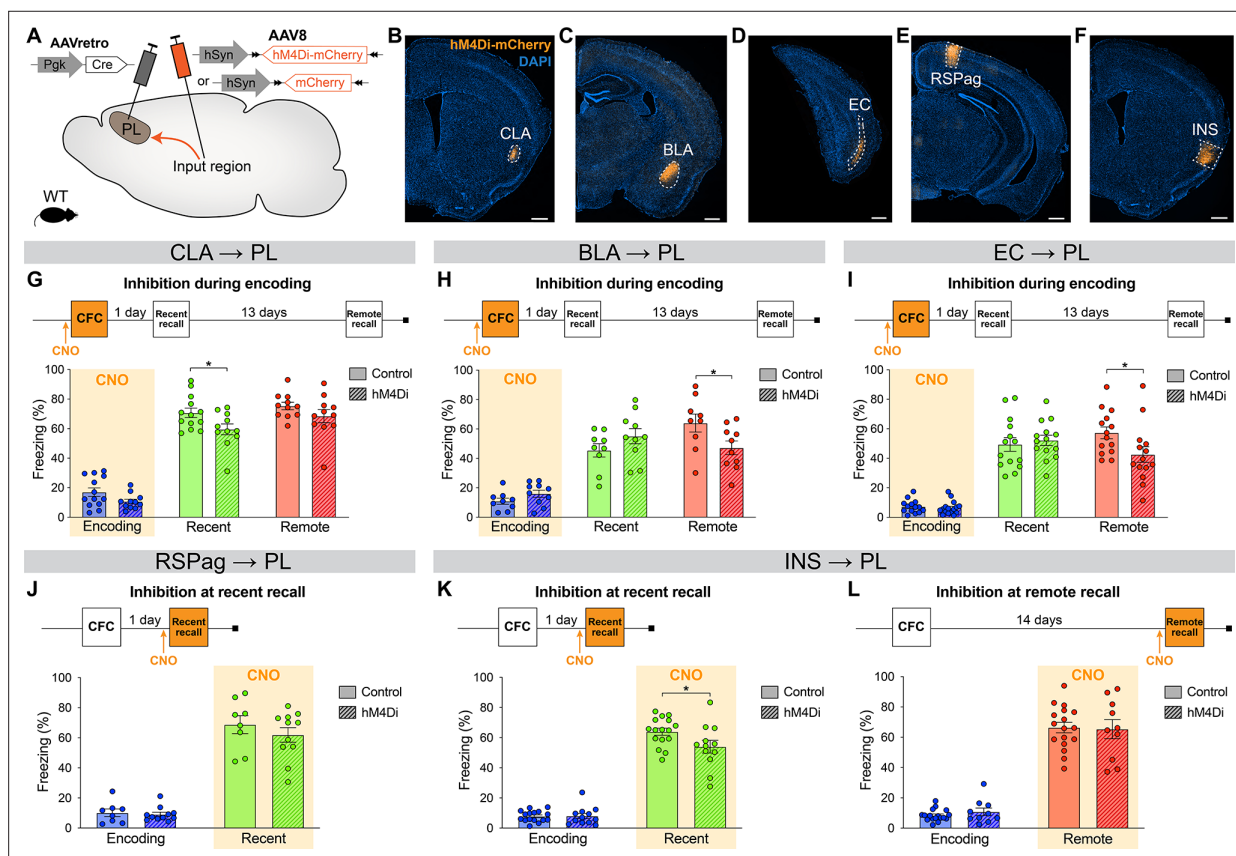 A
AAVretro
Pgk
Cre
AAV8
hSyn
hM4Di-mCherry
or
hSyn
mCherry
PL
Input region
WT
B
hM4Di-mCherry
DAPI
CLA
C
BLA
D
EC
E
RSPag
F
INS
CLA → PL
BLA → PL
EC → PL
G
Inhibition during encoding
CFC
1 day
Recent recall
13 days
Remote recall
CNO
CNO
Control
hM4Di
Freezing (%)
100
80
60
40
20
0
Encoding
Recent
Remote
*
H
Inhibition during encoding
CFC
1 day
Recent recall
13 days
Remote recall
CNO
CNO
Control
hM4Di
Freezing (%)
100
80
60
40
20
0
Encoding
Recent
Remote
*
I
Inhibition during encoding
CFC
1 day
Recent recall
13 days
Remote recall
CNO
CNO
Control
hM4Di
Freezing (%)
100
80
60
40
20
0
Encoding
Recent
Remote
*
RSPag → PL
INS → PL
J
Inhibition at recent recall
CFC
1 day
Recent recall
CNO
CNO
Control
hM4Di
Freezing (%)
100
80
60
40
20
0
Encoding
Recent
K
Inhibition at recent recall
CFC
1 day
Recent recall
CNO
CNO
Control
hM4Di
Freezing (%)
100
80
60
40
20
0
Encoding
Recent
*
L
Inhibition at remote recall
CFC
14 days
Remote recall
CNO
CNO
Control
hM4Di
Freezing (%)
100
80
60
40
20
0
Encoding
Remote